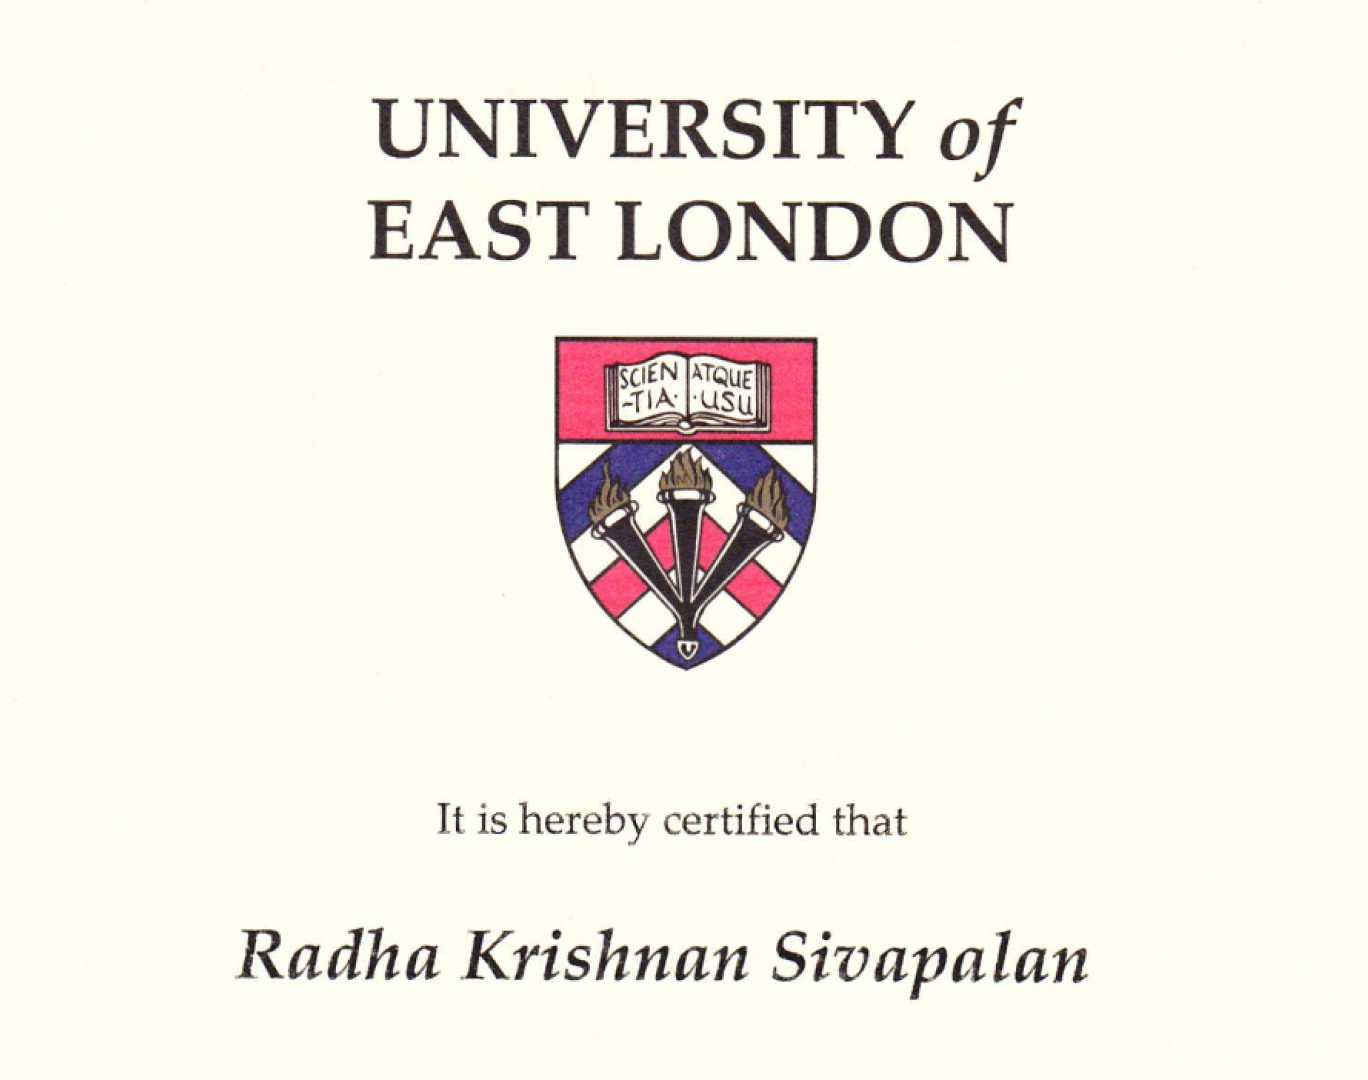 UNIVERSITY of
EAST LONDON
SCIEN ATQUE
-TIA· ·USU
It is hereby certified that
Radha Krishnan Sivapalan